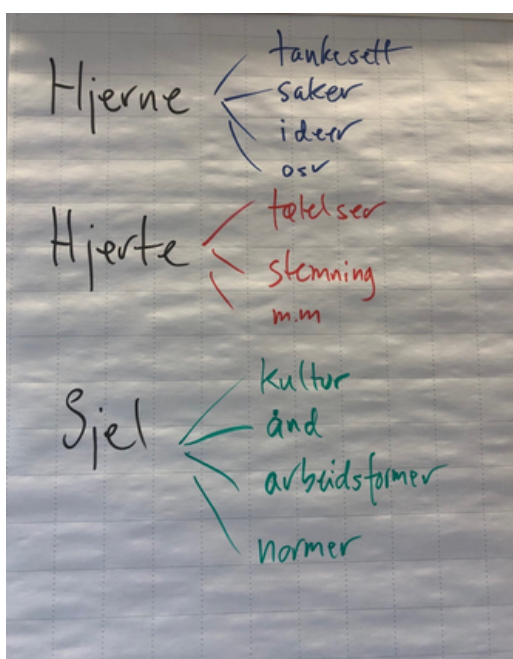 Hjerne
tankesett
saker
ideer
osv
Hjerte
følelser
stemning
m.m
Sjel
kultur
ånd
arbeidsformer
normer